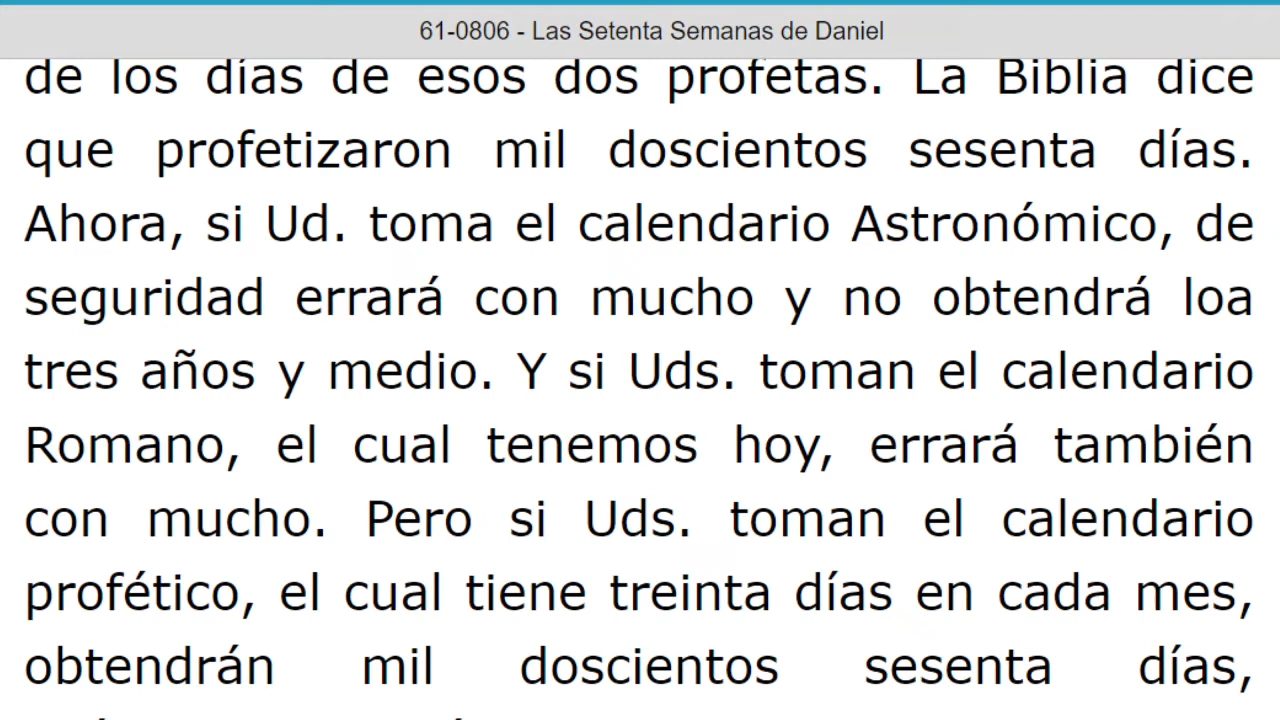 61-0806 - Las Setenta Semanas de Daniel
de los días de esos dos profetas. La Biblia dice
que profetizaron mil doscientos sesenta días.
Ahora, si Ud. toma el calendario Astronómico, de
seguridad errará con mucho y no obtendrá loa
tres años y medio. Y si Uds. toman el calendario
Romano, el cual tenemos hoy, errará también
con mucho. Pero si Uds. toman el calendario
profético, el cual tiene treinta días en cada mes,
obtendrán mil doscientos sesenta días,